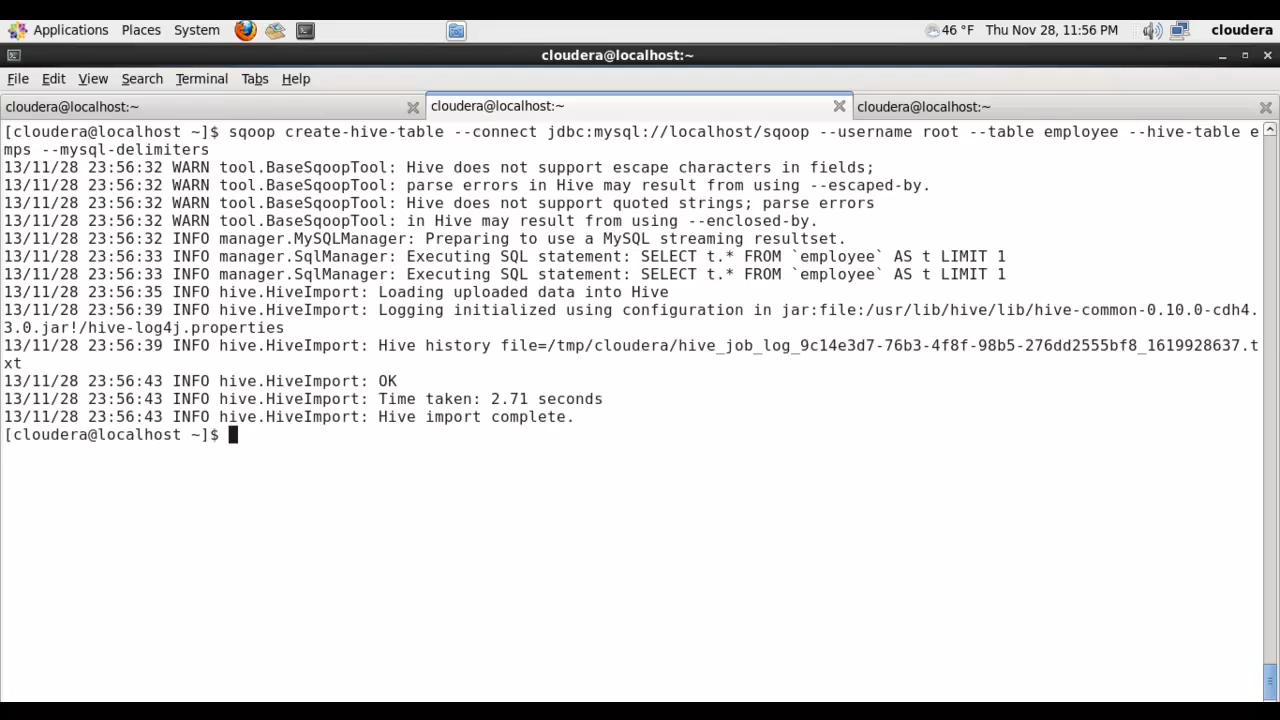 Applications Places System 46 °F Thu Nov 28, 11:56 PM cloudera
cloudera@localhost:~
File Edit View Search Terminal Tabs Help
cloudera@localhost:~ cloudera@localhost:~ cloudera@localhost:~
[cloudera@localhost ~]$ sqoop create-hive-table --connect jdbc:mysql://localhost/sqoop --username root --table employee --hive-table e
mps --mysql-delimiters
13/11/28 23:56:32 WARN tool.BaseSqoopTool: Hive does not support escape characters in fields;
13/11/28 23:56:32 WARN tool.BaseSqoopTool: parse errors in Hive may result from using --escaped-by.
13/11/28 23:56:32 WARN tool.BaseSqoopTool: Hive does not support quoted strings; parse errors
13/11/28 23:56:32 WARN tool.BaseSqoopTool: in Hive may result from using --enclosed-by.
13/11/28 23:56:32 INFO manager.MySQLManager: Preparing to use a MySQL streaming resultset.
13/11/28 23:56:33 INFO manager.SqlManager: Executing SQL statement: SELECT t.* FROM `employee` AS t LIMIT 1
13/11/28 23:56:33 INFO manager.SqlManager: Executing SQL statement: SELECT t.* FROM `employee` AS t LIMIT 1
13/11/28 23:56:35 INFO hive.HiveImport: Loading uploaded data into Hive
13/11/28 23:56:39 INFO hive.HiveImport: Logging initialized using configuration in jar:file:/usr/lib/hive/lib/hive-common-0.10.0-cdh4.
3.0.jar!/hive-log4j.properties
13/11/28 23:56:39 INFO hive.HiveImport: Hive history file=/tmp/cloudera/hive_job_log_9c14e3d7-76b3-4f8f-98b5-276dd2555bf8_1619928637.t
xt
13/11/28 23:56:43 INFO hive.HiveImport: OK
13/11/28 23:56:43 INFO hive.HiveImport: Time taken: 2.71 seconds
13/11/28 23:56:43 INFO hive.HiveImport: Hive import complete.
[cloudera@localhost ~]$